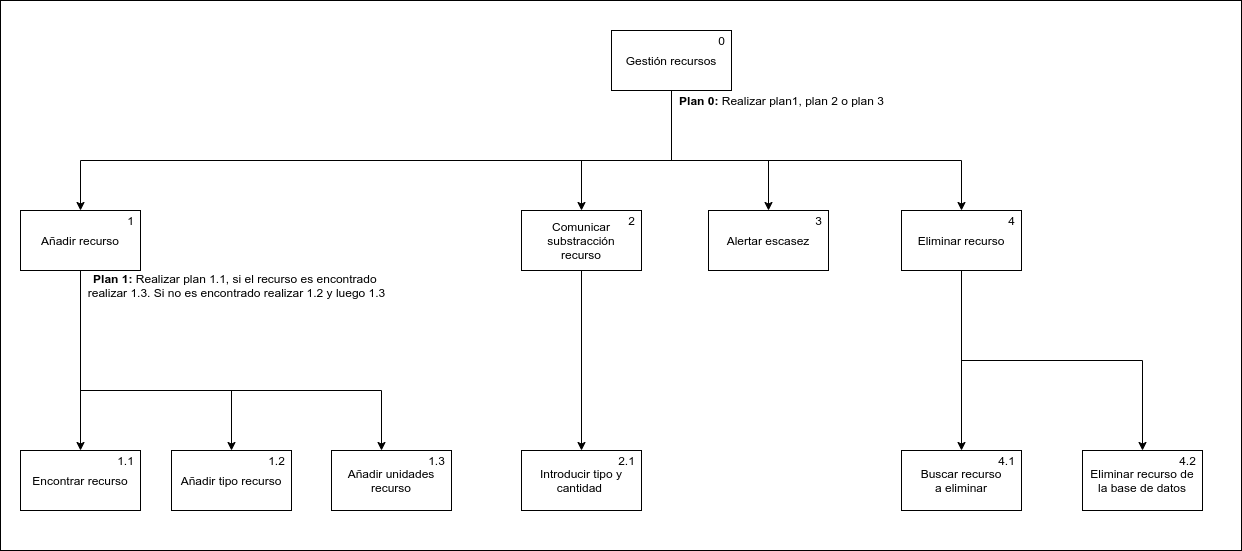 0
Gestión recursos
Plan 0: Realizar plan1, plan 2 o plan 3
1
Añadir recurso
2
Comunicar
substracción
recurso
3
Alertar escasez
4
Eliminar recurso
Plan 1: Realizar plan 1.1, si el recurso es encontrado
realizar 1.3. Si no es encontrado realizar 1.2 y luego 1.3
1.1
Encontrar recurso
1.2
Añadir tipo recurso
1.3
Añadir unidades
recurso
2.1
Introducir tipo y
cantidad
4.1
Buscar recurso
a eliminar
4.2
Eliminar recurso de
la base de datos